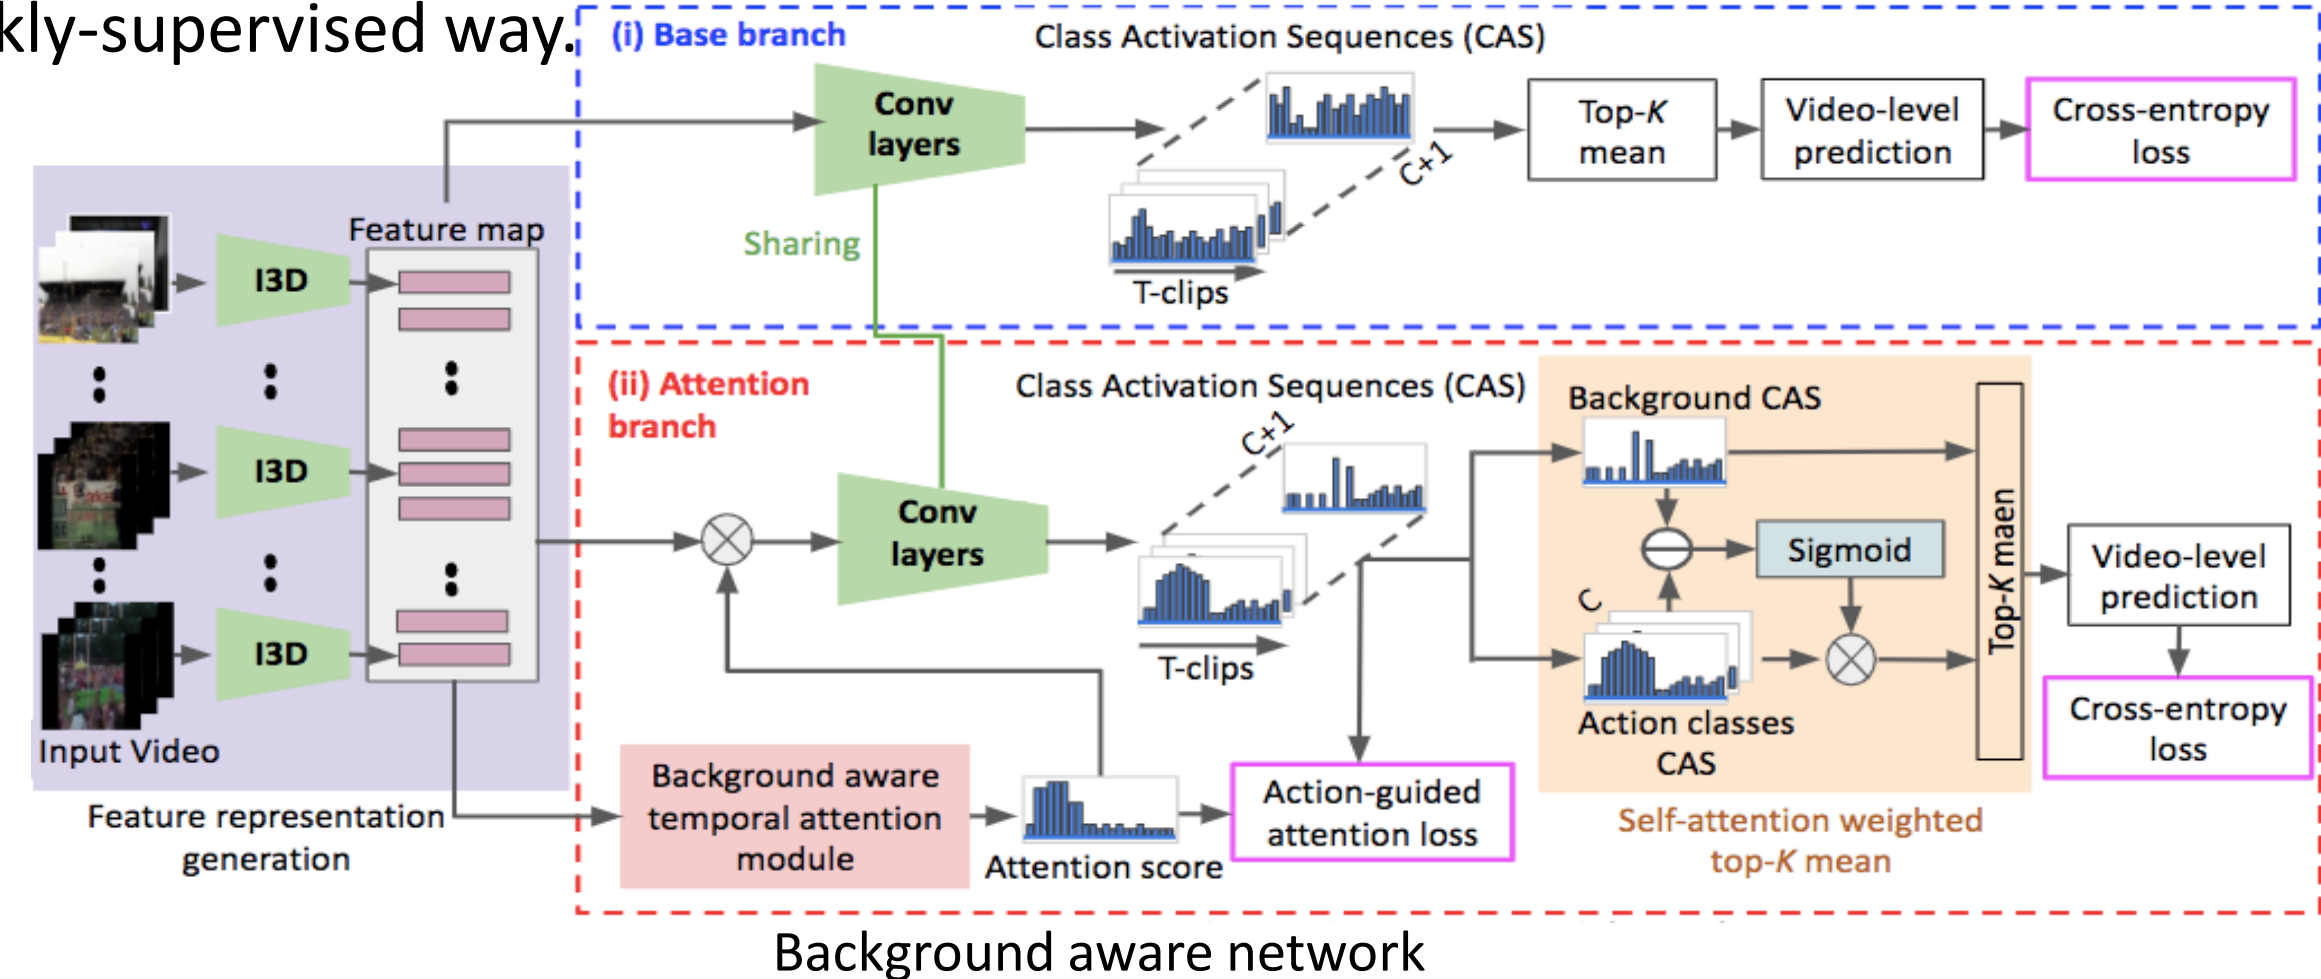 kly-supervised way.
(i) Base branch
Class Activation Sequences (CAS)
Conv
layers
C+1
T-clips
Top-K
mean
Video-level
prediction
Cross-entropy
loss
Sharing
Feature map
I3D
I3D
I3D
Input Video
Feature representation
generation
(ii) Attention
branch
Class Activation Sequences (CAS)
C+1
Conv
layers
T-clips
Background aware
temporal attention
module
Attention score
Action-guided
attention loss
Background CAS
Sigmoid
C
Action classes
CAS
Top-K maen
Self-attention weighted
top-K mean
Video-level
prediction
Cross-entropy
loss
Background aware network